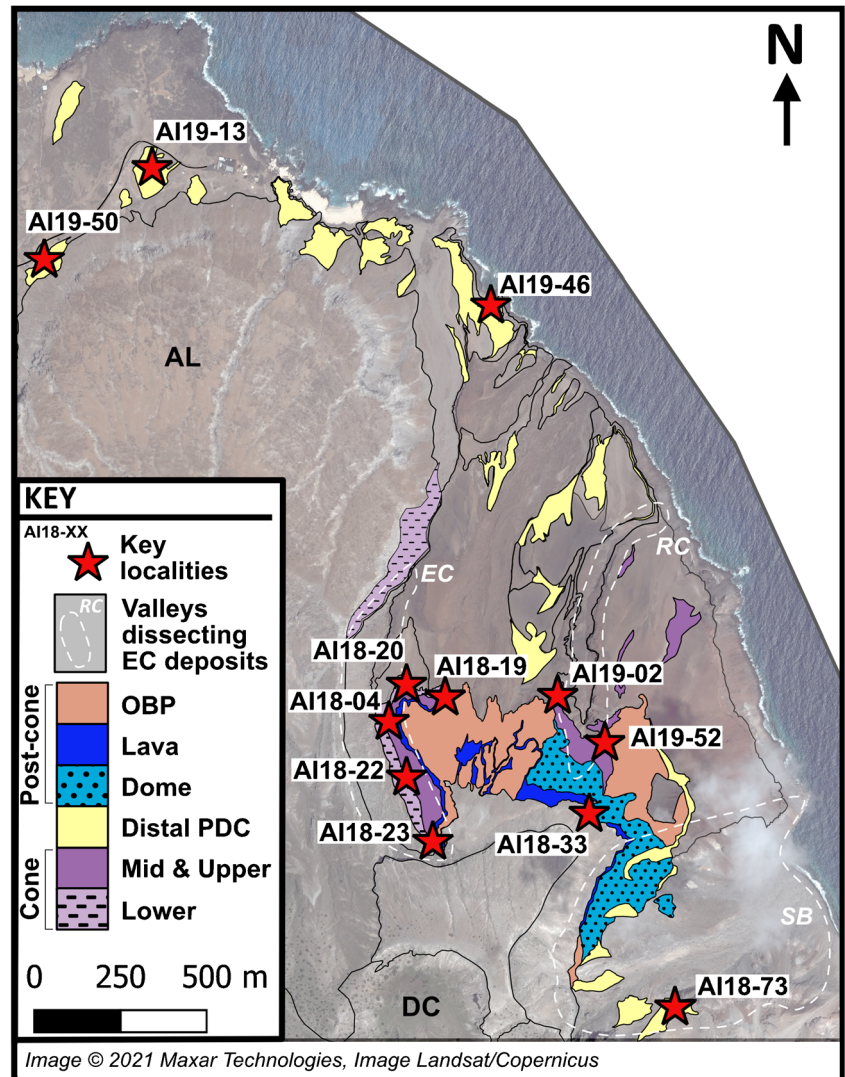 N
AI19-13
AI19-50
AI19-46
AL
RC
EC
AI18-20
AI18-19
AI19-02
AI18-04
AI19-52
AI18-22
AI18-23
AI18-33
SB
AI18-73
DC
KEY
AI18-XX
Key
localities
RC
Valleys
dissecting
EC deposits
Post-cone
OBP
Lava
Dome
Distal PDC
Cone
Mid & Upper
Lower
0 250 500 m
Image © 2021 Maxar Technologies, Image Landsat/Copernicus